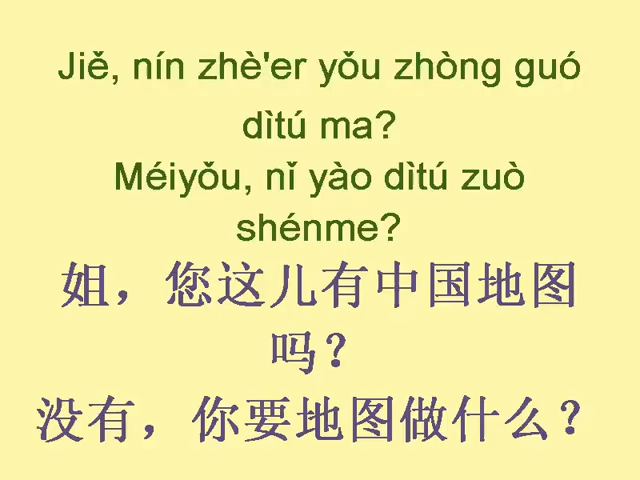 Jiě, nín zhè'er yǒu zhòng guó
dìtú ma?
Méiyǒu, nǐ yào dìtú zuò
shénme?
姐，您这儿有中国地图
吗？
没有，你要地图做什么？